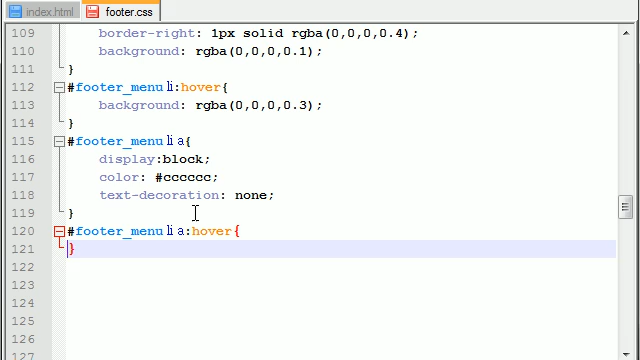 index.html footer.css
109 border-right: 1px solid rgba(0,0,0,0.4);
110 background: rgba(0,0,0,0.1);
111 }
112 #footer_menu li:hover{
113 background: rgba(0,0,0,0.3);
114 }
115 #footer_menu li a{
116 display:block;
117 color: #cccccc;
118 text-decoration: none;
119 }
120 #footer_menu li a:hover{
121 }
122
123
124
125
126
127